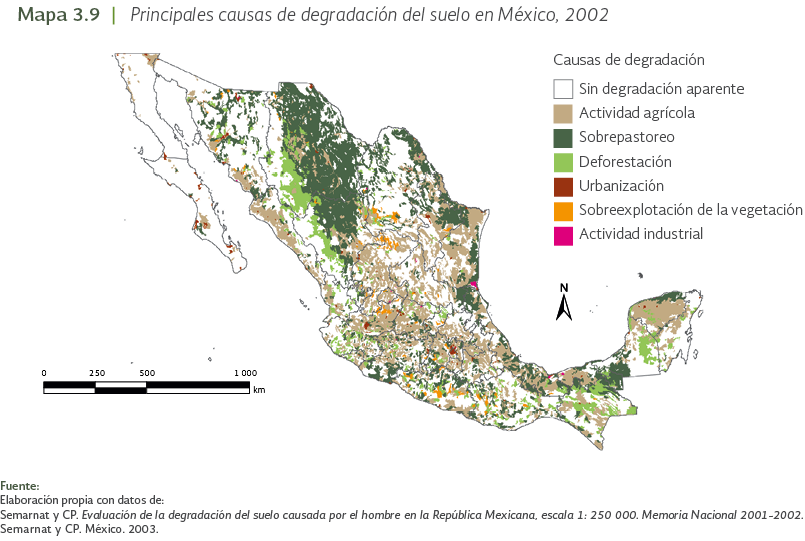 Mapa 3.9 | Principales causas de degradación del suelo en México, 2002
Causas de degradación
Sin degradación aparente
Actividad agrícola
Sobrepastoreo
Deforestación
Urbanización
Sobreexplotación de la vegetación
Actividad industrial
N
0 250 500 1 000
km
Fuente:
Elaboración propia con datos de:
Semarnat y CP. Evaluación de la degradación del suelo causada por el hombre en la República Mexicana, escala 1: 250 000. Memoria Nacional 2001-2002.
Semarnat y CP. México. 2003.